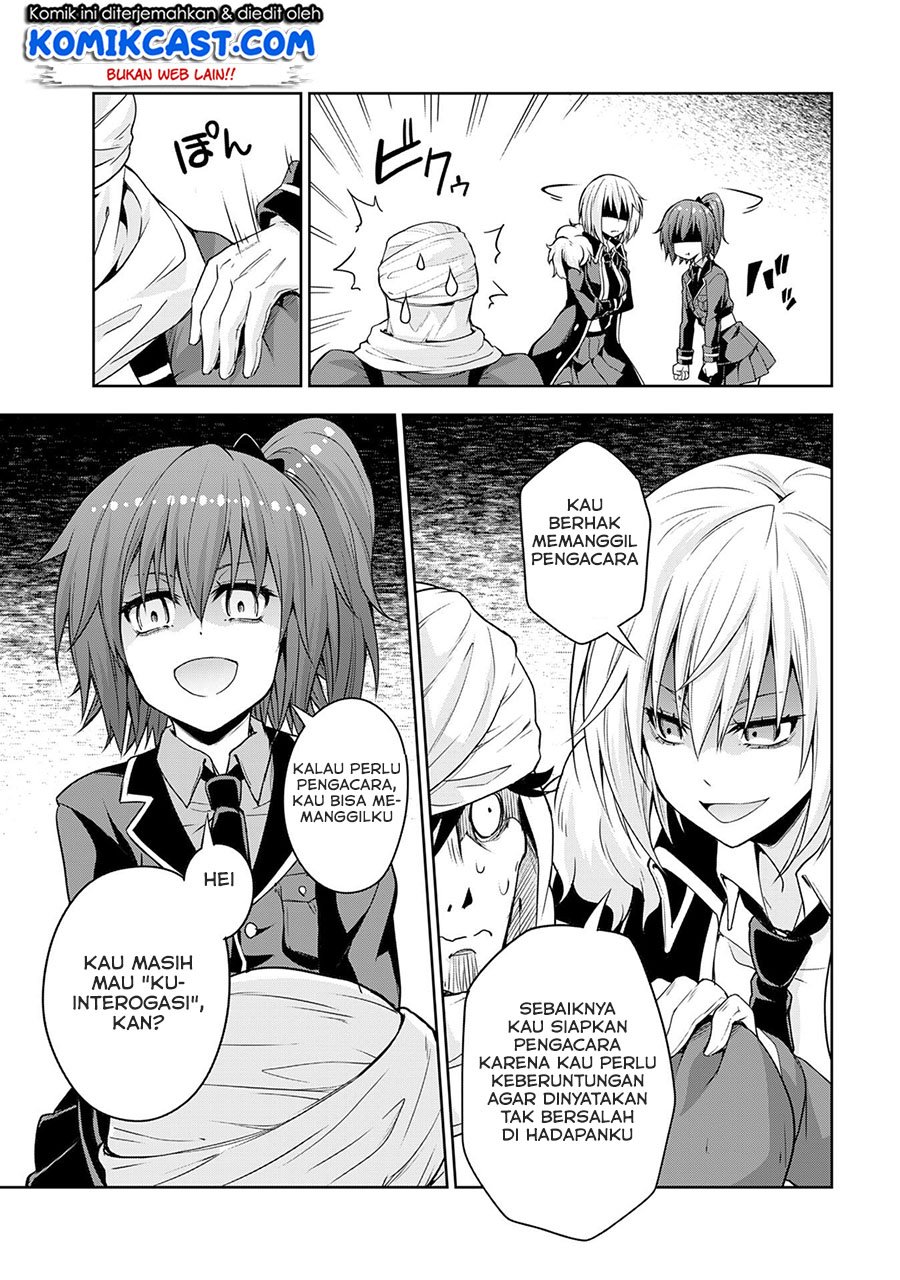 Komik ini diterjemahkan & diedit oleh
KOMIKCAST.COM
BUKAN WEB LAIN!!
ビクゥ
バッ
ぽん
KAU
BERHAK
MEMANGGIL
PENGACARA
SEBAIKNYA
KAU SIAPKAN
PENGACARA
KARENA KAU PERLU
KEBERUNTUNGAN
AGAR DINYATAKAN
TAK BERSALAH
DI HADAPANKU
KALAU PERLU
PENGACARA,
KAU BISA ME-
MANGGILKU
HEI
KAU MASIH
MAU "KU-
INTEROGASI",
KAN?